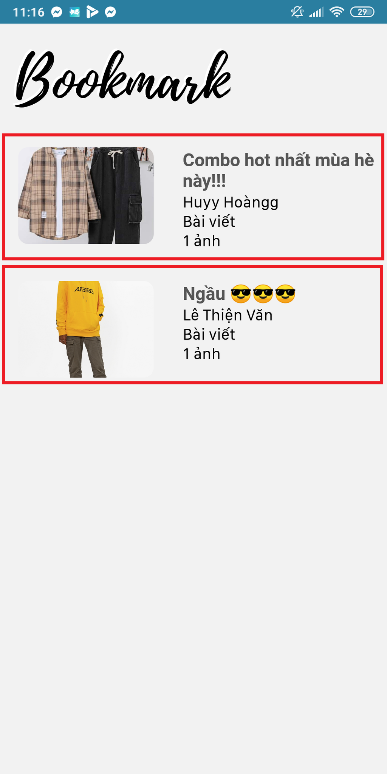 11:16
29
Bookmark
Combo hot nhất mùa hè
này!!!
Huyy Hoàngg
Bài viết
1 ảnh
Ngầu 😎😎😎
Lê Thiện Văn
Bài viết
1 ảnh